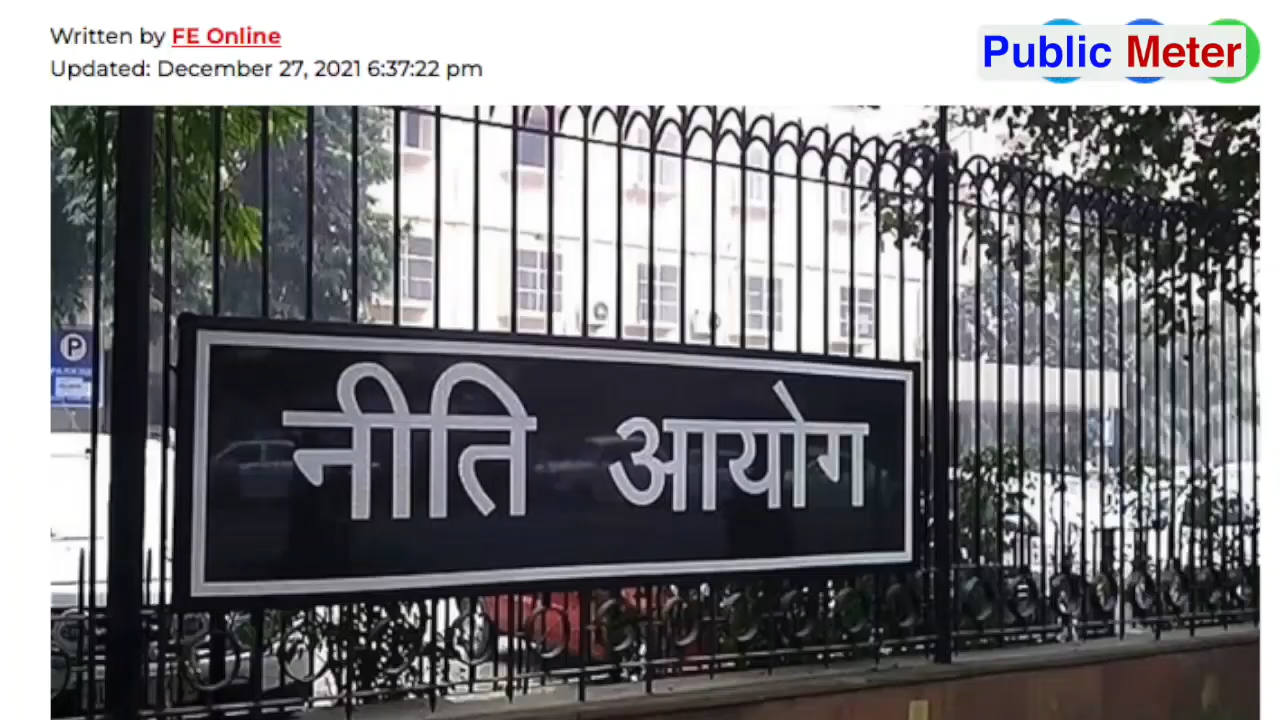 Written by FE Online
Updated: December 27, 2021 6:37:22 pm
Public Meter
P
नीति आयोग